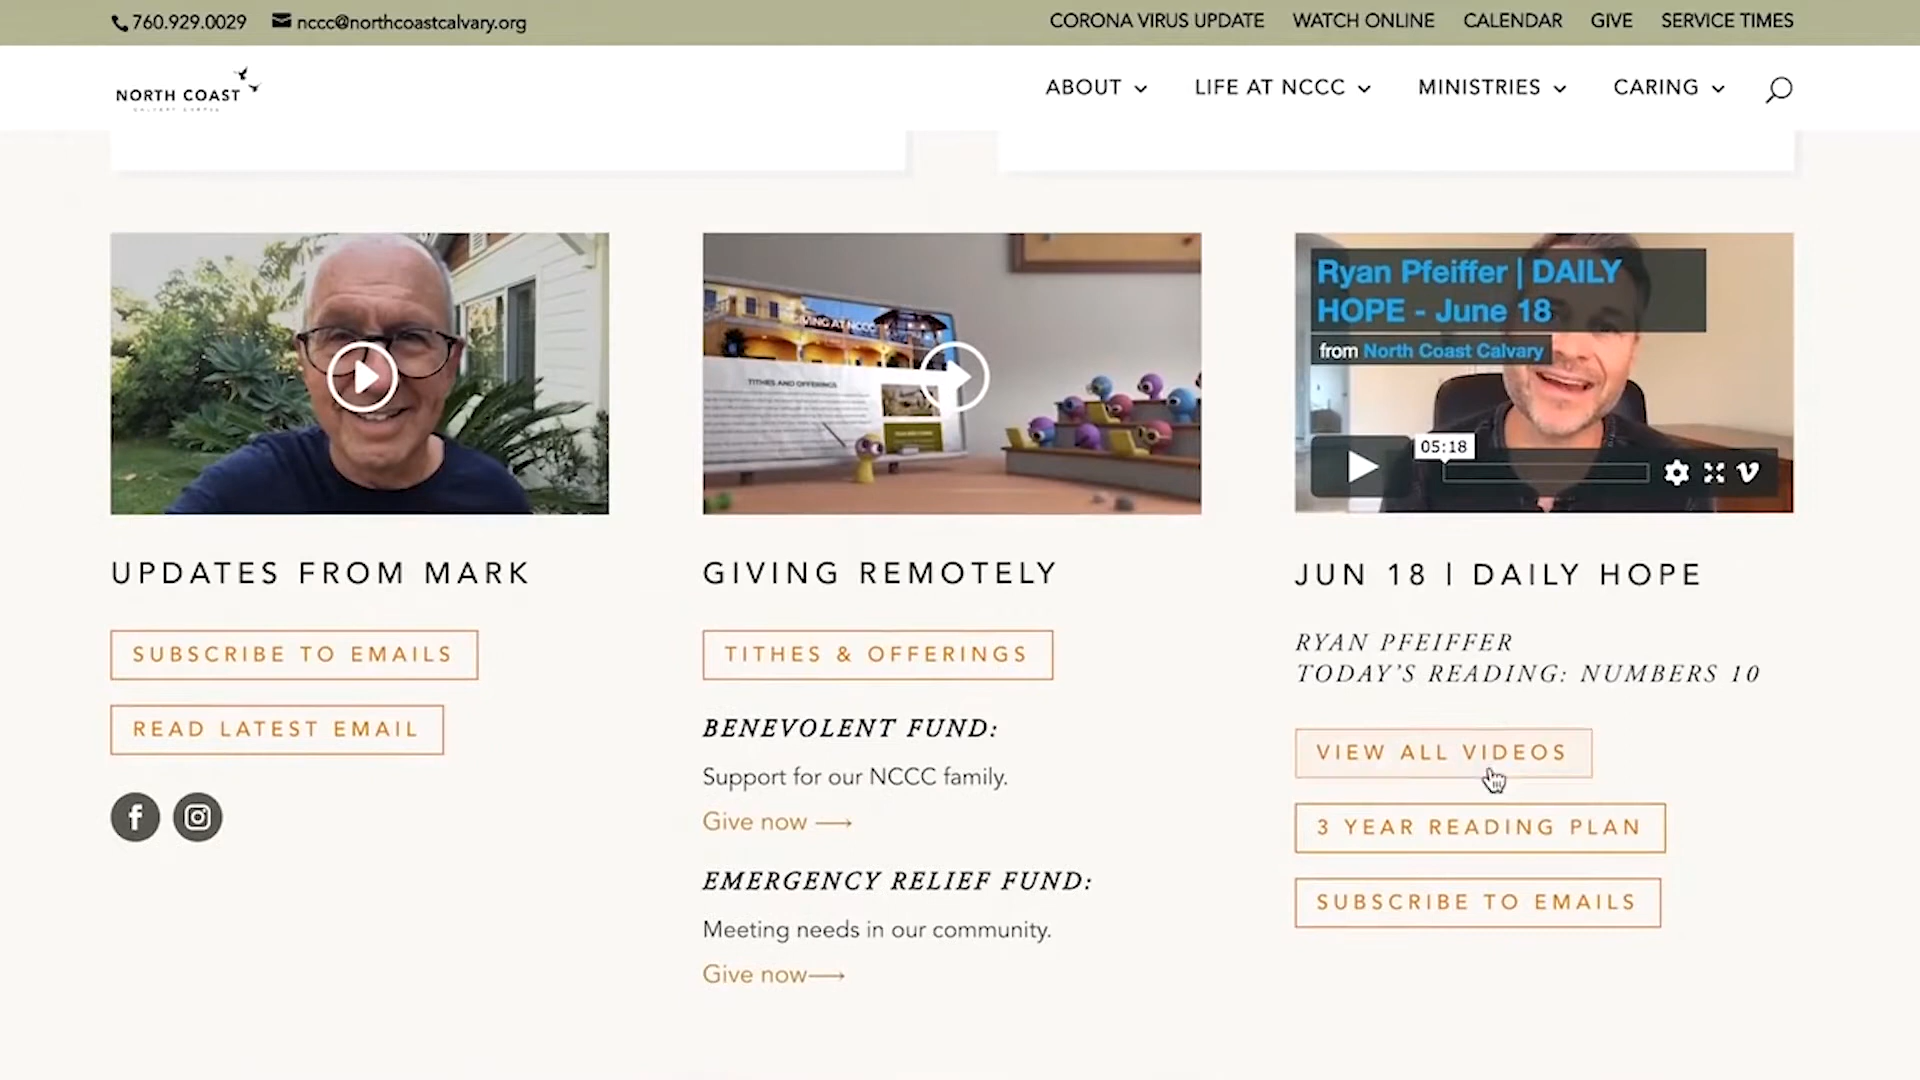 760.929.0029
nccc@northcoastcalvary.org
CORONA VIRUS UPDATE
WATCH ONLINE
CALENDAR
GIVE
SERVICE TIMES
NORTH COAST
ABOUT
LIFE AT NCCC
MINISTRIES
CARING
GIVING AT NCCC
TITHES AND OFFERINGS
Ryan Pfeiffer | DAILY
HOPE - June 18
from North Coast Calvary
05:18
UPDATES FROM MARK
SUBSCRIBE TO EMAILS
READ LATEST EMAIL
GIVING REMOTELY
TITHES & OFFERINGS
BENEVOLENT FUND:
Support for our NCCC family.
Give now ⟶
EMERGENCY RELIEF FUND:
Meeting needs in our community.
Give now⟶
JUN 18 | DAILY HOPE
RYAN PFEIFFER
TODAY’S READING: NUMBERS 10
VIEW ALL VIDEOS
3 YEAR READING PLAN
SUBSCRIBE TO EMAILS